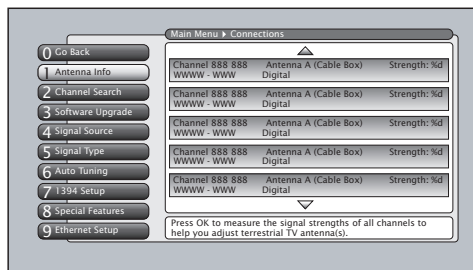 Main Menu
Connections
0 Go Back
1 Antenna Info
2 Channel Search
3 Software Upgrade
4 Signal Source
5 Signal Type
6 Auto Tuning
7 1394 Setup
8 Special Features
9 Ethernet Setup
Channel 888 888 Antenna A (Cable Box) Strength: %d
WWWW - WWW Digital
Channel 888 888 Antenna A (Cable Box) Strength: %d
WWWW - WWW Digital
Channel 888 888 Antenna A (Cable Box) Strength: %d
WWWW - WWW Digital
Channel 888 888 Antenna A (Cable Box) Strength: %d
WWWW - WWW Digital
Channel 888 888 Antenna A (Cable Box) Strength: %d
WWWW - WWW Digital
Press OK to measure the signal strengths of all channels to
help you adjust terrestrial TV antenna(s).